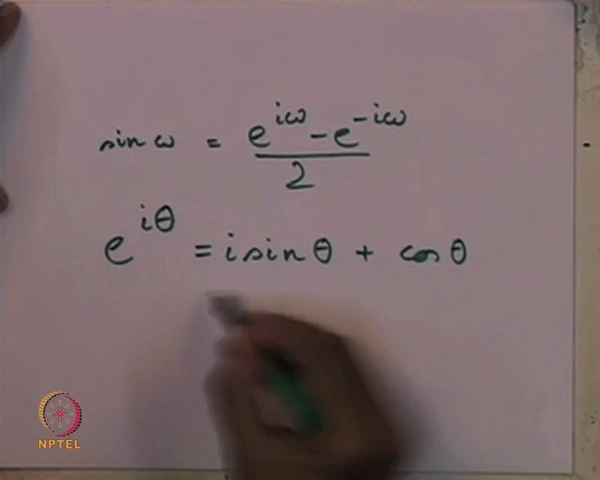 sin ω = e^{iω} - e^{-iω} / 2
e^{iθ} = i sin θ + cos θ
NPTEL